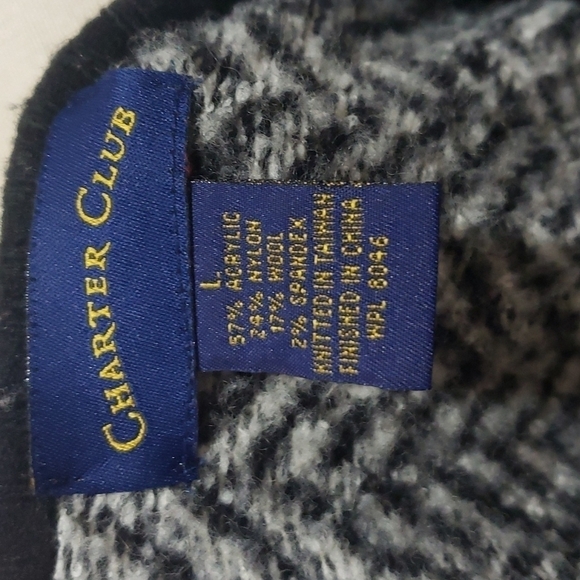 CHARTER CLUB
L
57% ACRYLIC
24% NYLON
17% WOOL
2% SPANDEX
KNITTED IN TAIWAN
FINISHED IN CHINA
WPL 8046